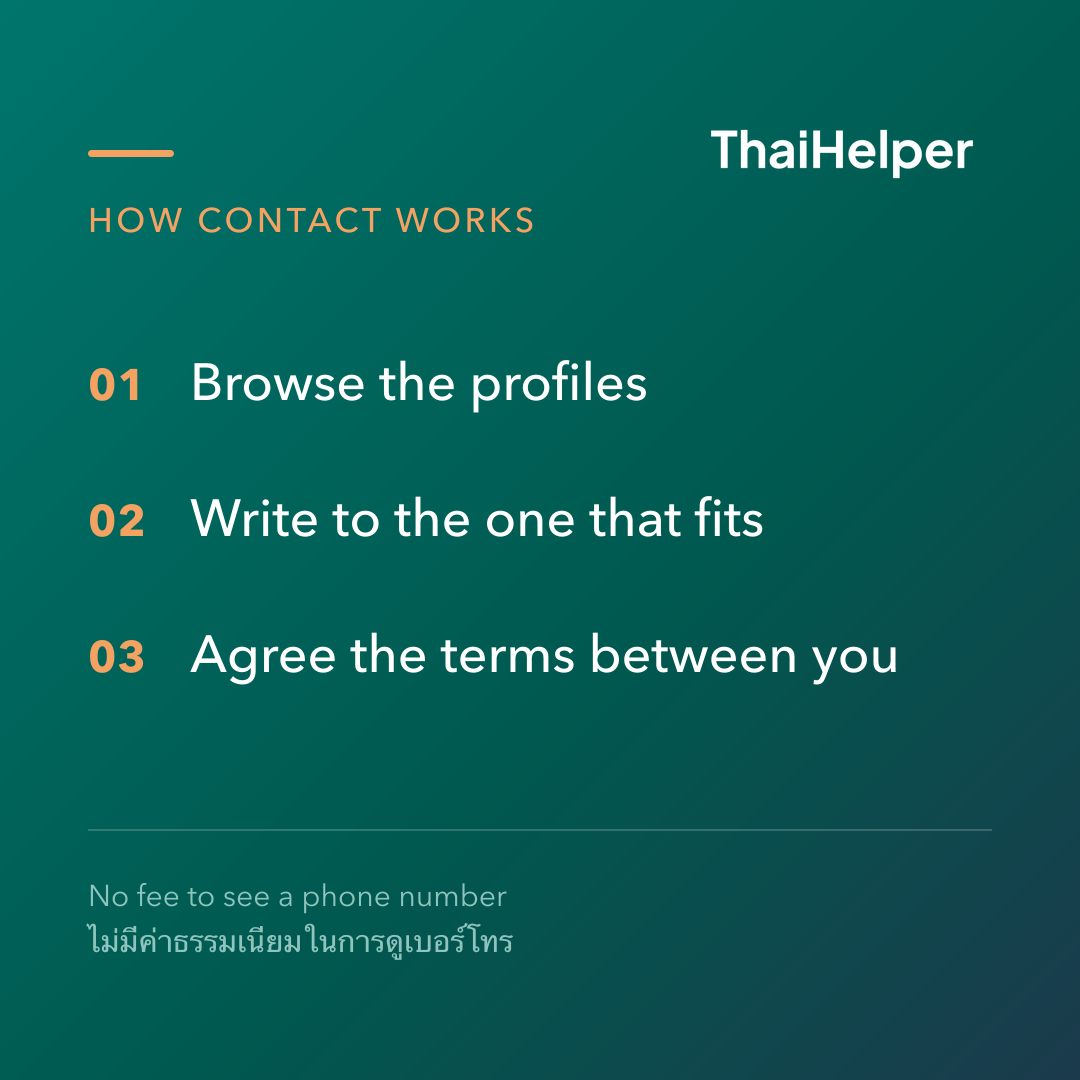 ThaiHelper
HOW CONTACT WORKS
01 Browse the profiles
02 Write to the one that fits
03 Agree the terms between you
No fee to see a phone number
ไม่มีค่าธรรมเนียมในการดูเบอร์โทร